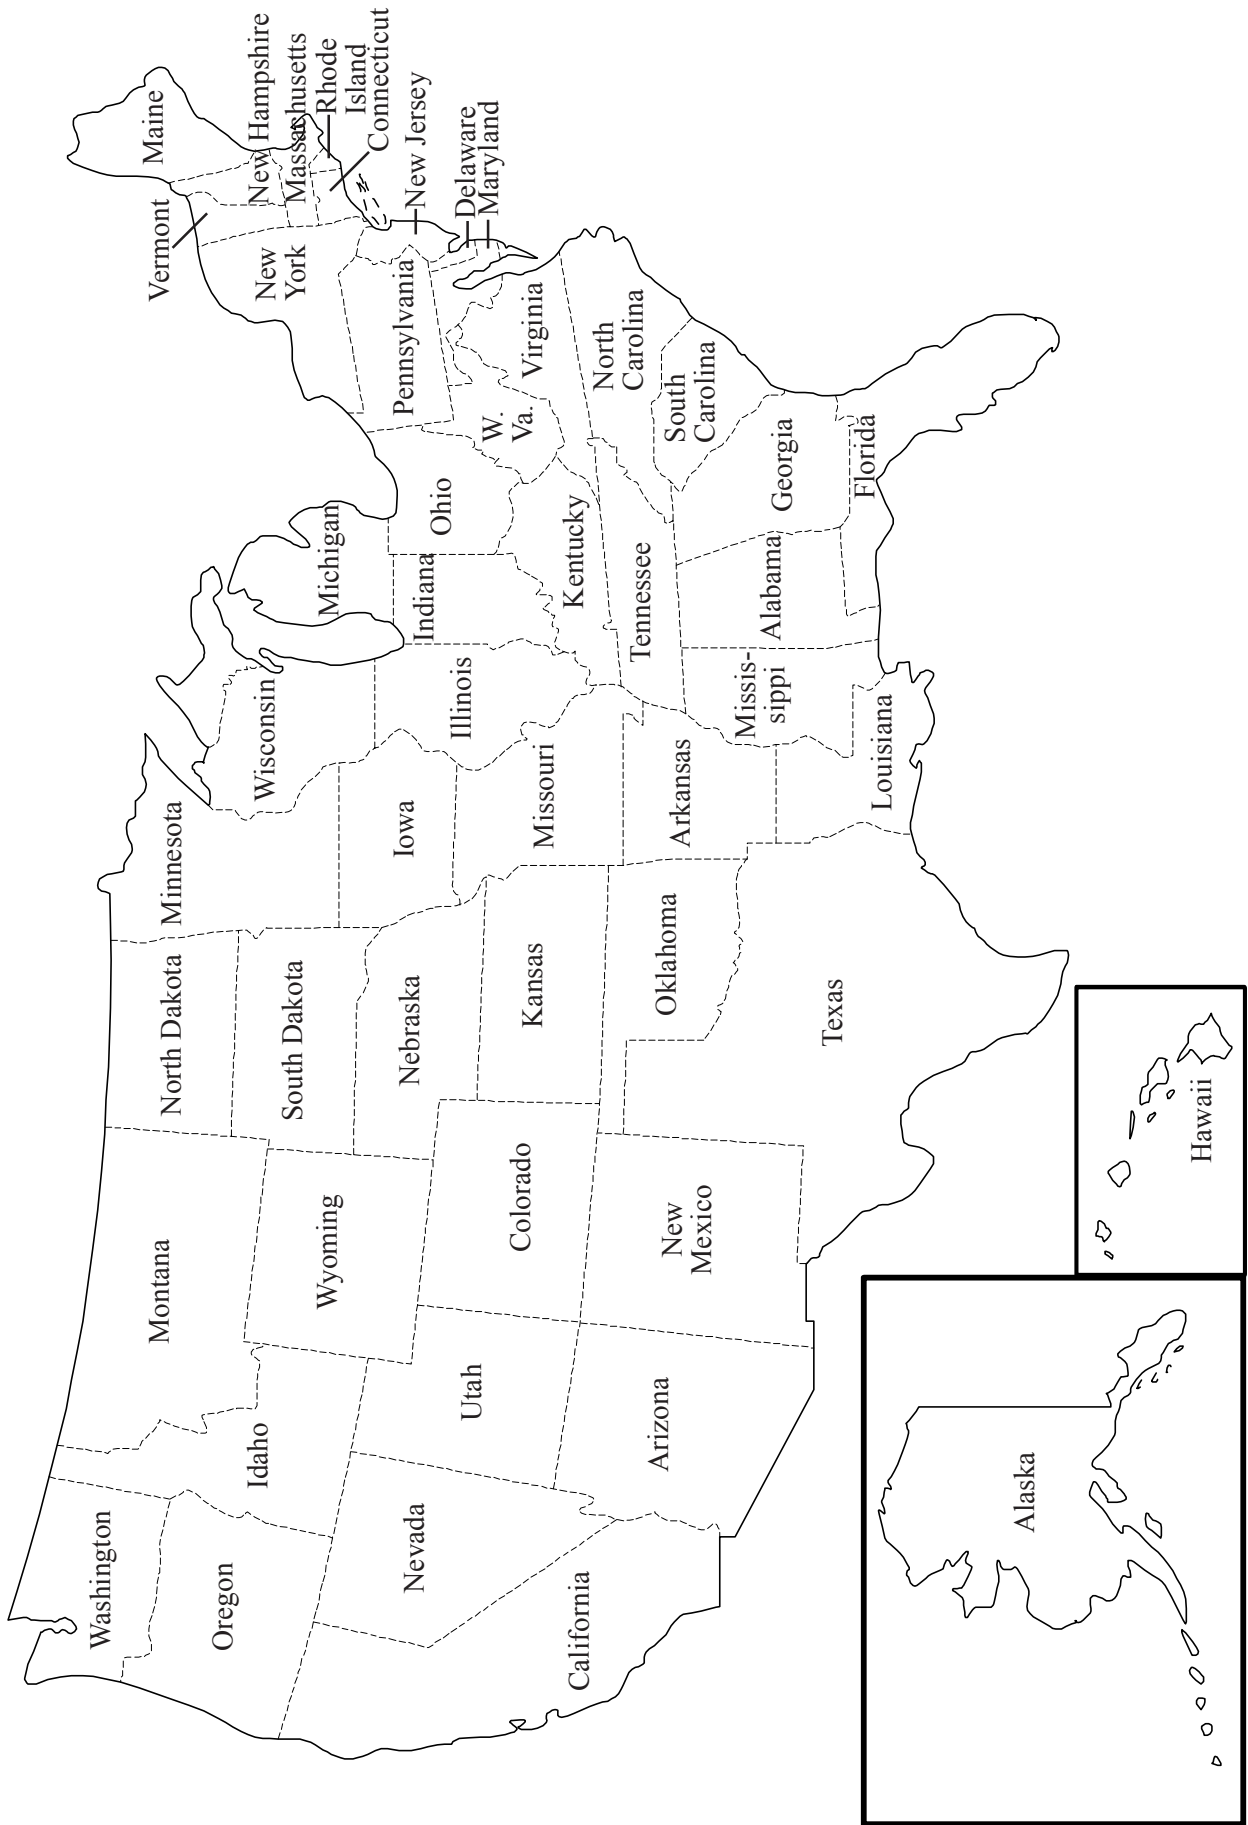 Washington
Oregon
California
Nevada
Idaho
Montana
Wyoming
Utah
Arizona
Colorado
New
Mexico
North Dakota
South Dakota
Nebraska
Kansas
Oklahoma
Texas
Minnesota
Iowa
Missouri
Arkansas
Louisiana
Wisconsin
Illinois
Missis-
sippi
Michigan
Indiana
Kentucky
Tennessee
Alabama
Ohio
Georgia
Florida
W.
Va.
Virginia
North
Carolina
South
Carolina
Pennsylvania
New
York
Vermont
Maine
New Hampshire
Massachusetts
Rhode
Island
Connecticut
New Jersey
Delaware
Maryland
Alaska
Hawaii